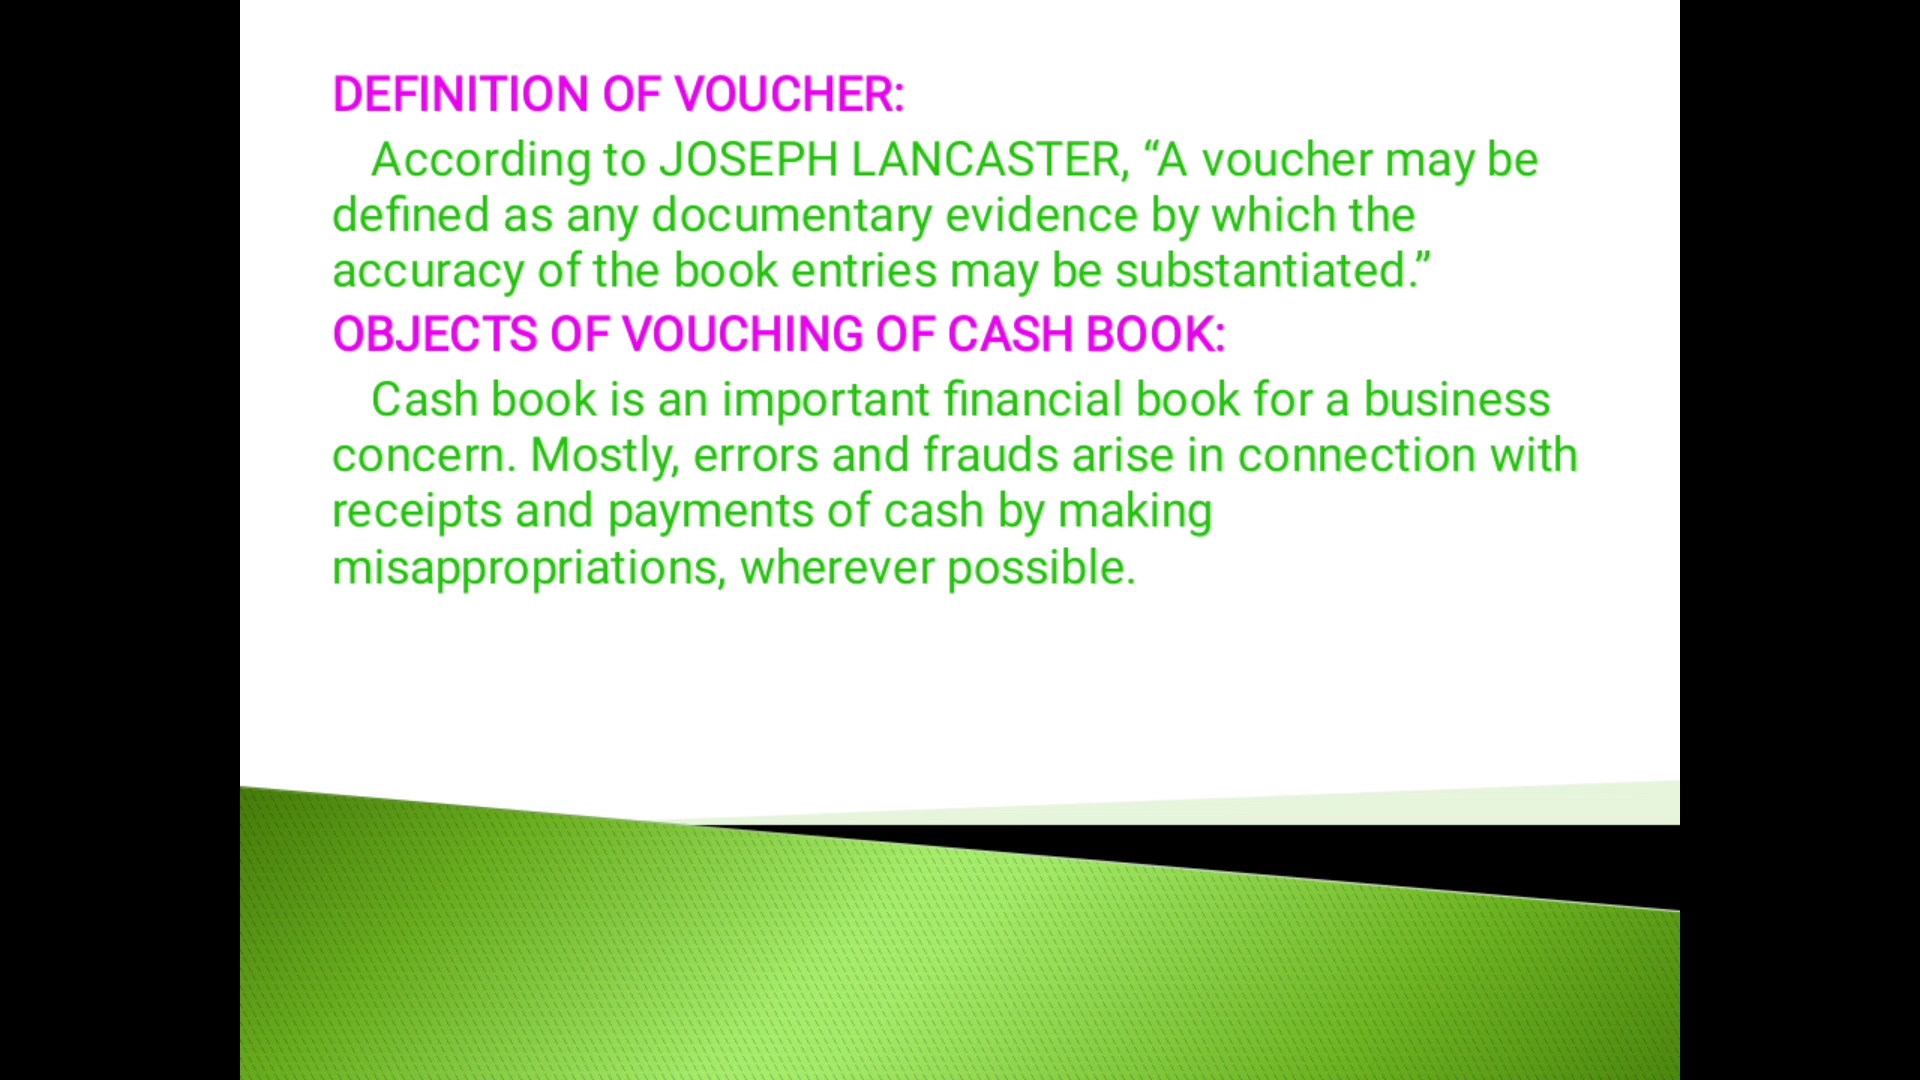 DEFINITION OF VOUCHER:
According to JOSEPH LANCASTER, “A voucher may be
defined as any documentary evidence by which the
accuracy of the book entries may be substantiated.”
OBJECTS OF VOUCHING OF CASH BOOK:
Cash book is an important financial book for a business
concern. Mostly, errors and frauds arise in connection with
receipts and payments of cash by making
misappropriations, wherever possible.